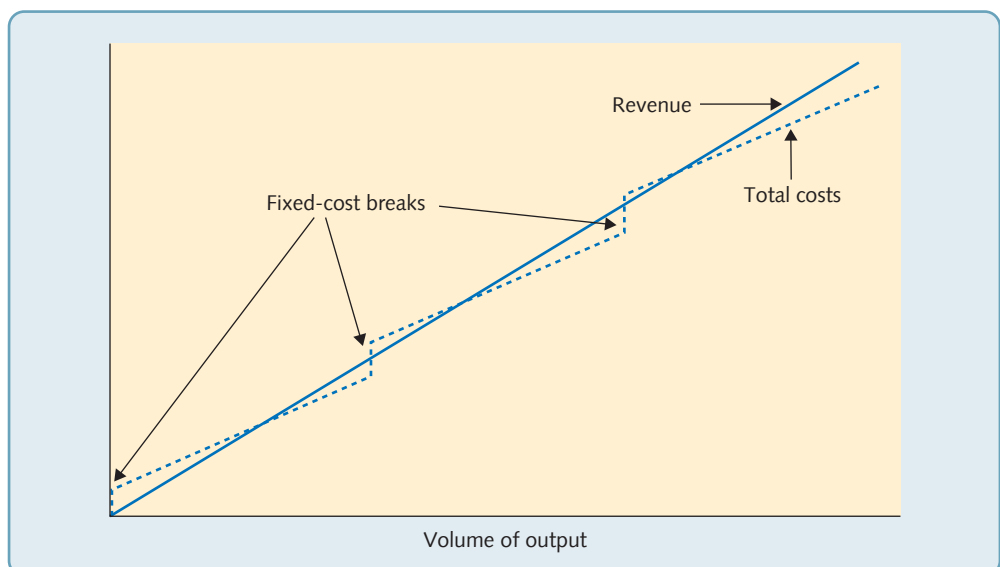 Revenue
Fixed-cost breaks
Total costs
Volume of output